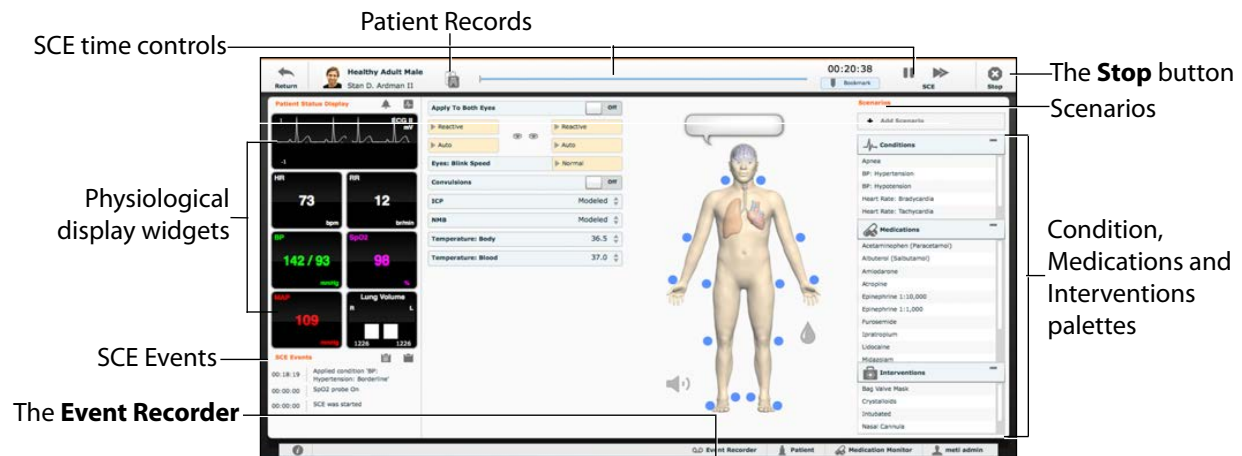 Patient Records
SCE time controls
The Stop button
Scenarios
Physiological
display widgets
Condition,
Medications and
Interventions
palettes
SCE Events
The Event Recorder
Return
Healthy Adult Male
Stan D. Ardman II
00:20:38
Bookmark
SCE
Stop
Patient Status Display
ECG II
mV
-1
HR
73
bpm
RR
12
br/min
BP
142 / 93
mmHg
SpO2
98
%
MAP
109
mmHg
Lung Volume
R L
1226 1226
SCE Events
00:18:19 Applied condition 'BP:
Hypertension: Borderline'
00:00:00 SpO2 probe On
00:00:00 SCE was started
Apply To Both Eyes Off
Reactive Reactive
Auto Auto
Eyes: Blink Speed Normal
Convulsions Off
ICP Modeled
NMB Modeled
Temperature: Body 36.5
Temperature: Blood 37.0
Scenarios
Add Scenario
Conditions
Apnea
BP: Hypertension
BP: Hypotension
Heart Rate: Bradycardia
Heart Rate: Tachycardia
Medications
Acetaminophen (Paracetamol)
Albuterol (Salbutamol)
Amiodarone
Atropine
Epinephrine 1:10,000
Epinephrine 1:1,000
Furosemide
Ipratropium
Lidocaine
Midazolam
Interventions
Bag Valve Mask
Crystalloids
Intubated
Nasal Cannula
Event Recorder Patient Medication Monitor meti admin